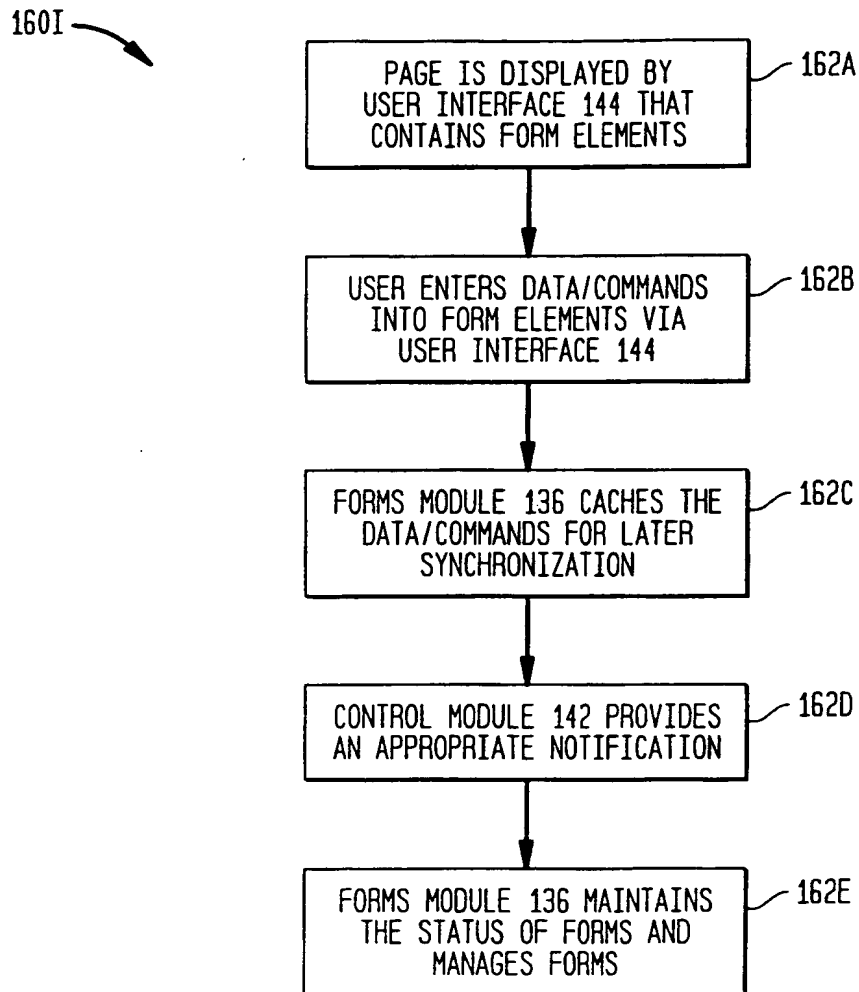 160I
PAGE IS DISPLAYED BY
USER INTERFACE 144 THAT
CONTAINS FORM ELEMENTS
162A
USER ENTERS DATA/COMMANDS
INTO FORM ELEMENTS VIA
USER INTERFACE 144
162B
FORMS MODULE 136 CACHES THE
DATA/COMMANDS FOR LATER
SYNCHRONIZATION
162C
CONTROL MODULE 142 PROVIDES
AN APPROPRIATE NOTIFICATION
162D
FORMS MODULE 136 MAINTAINS
THE STATUS OF FORMS AND
MANAGES FORMS
162E